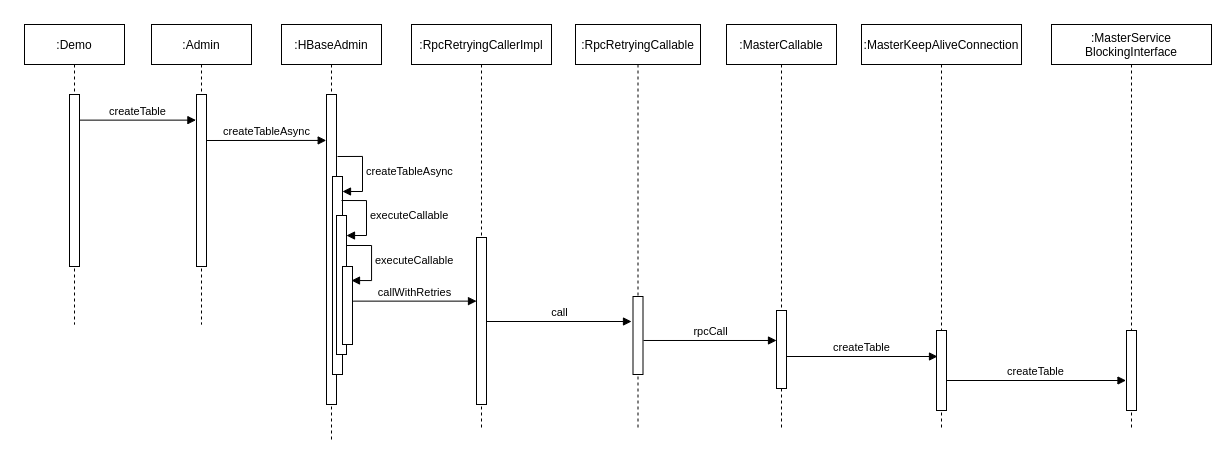 :Demo
:Admin
:HBaseAdmin
:RpcRetryingCallerImpl
:RpcRetryingCallable
:MasterCallable
:MasterKeepAliveConnection
:MasterService
BlockingInterface
createTable
createTableAsync
createTableAsync
executeCallable
executeCallable
callWithRetries
call
rpcCall
createTable
createTable